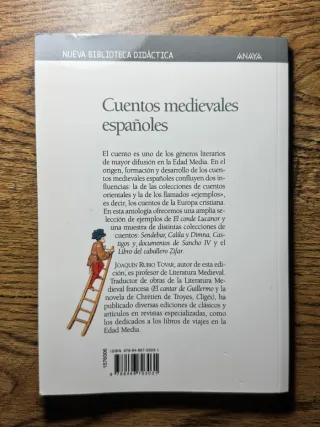 NUEVA BIBLIOTECA DIDÁCTICA
ANAYA
Cuentos medievales
españoles
El cuento es uno de los géneros literarios
de mayor difusión en la Edad Media. En el
origen, formación y desarrollo de los cuen-
tos medievales españoles confluyen dos in-
fluencias: la de las colecciones de cuentos
orientales y la de los flamados «ejemplos»,
es decir, los cuentos de la Europa cristiana.
En esta antología ofrecemos una amplia se-
lección de ejemplos de El conde Lucanor y
una muestra de distintas colecciones de
cuentos: Sendebar, Calila y Dimna, Cas-
tigos y documentos de Sancho IV y el
Libro del caballero Zifar.
JOAQUÍN RUBIO TOVAR, autor de esta edi-
ción, es profesor de Literatura Medieval.
Traductor de obras de la Literatura Me-
dieval francesa (El cantar de Guillermo y la
novela de Chrétien de Troyes, Cligès), ha
publicado diversas ediciones de clásicos y
artículos en revistas especializadas, como
los dedicados a los libros de viajes en la
Edad Media.
1578006